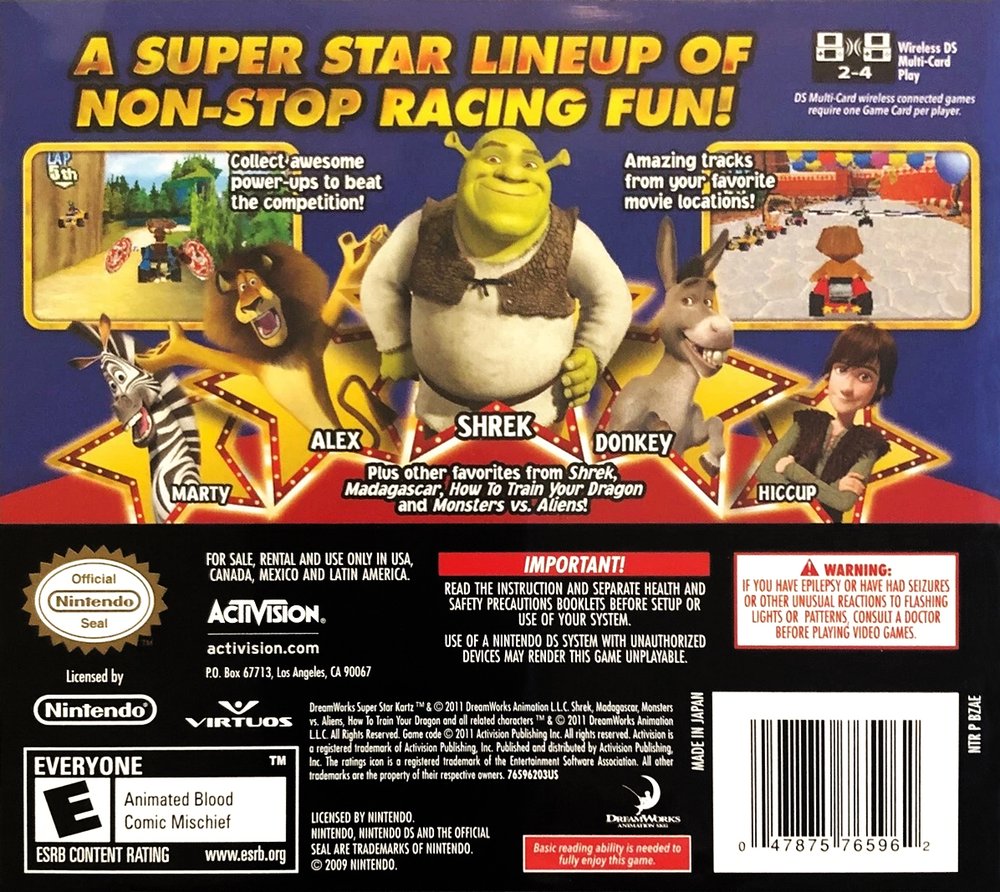 A SUPER STAR LINEUP OF
NON-STOP RACING FUN!
2-4
Wireless DS
Multi-Card
Play
DS Multi-Card wireless connected games
require one Game Card per player.
LAP
5th
Collect awesome
power-ups to beat
the competition!
Amazing tracks
from your favorite
movie locations!
MARTY
ALEX
SHREK
DONKEY
HICCUP
Plus other favorites from Shrek,
Madagascar, How To Train Your Dragon
and Monsters vs. Aliens!
Official
Nintendo
Seal
TM
Licensed by
Nintendo®
FOR SALE, RENTAL AND USE ONLY IN USA,
CANADA, MEXICO AND LATIN AMERICA.
ACTIVISION®
activision.com
P.O. Box 67713, Los Angeles, CA 90067
IMPORTANT!
READ THE INSTRUCTION AND SEPARATE HEALTH AND
SAFETY PRECAUTIONS BOOKLETS BEFORE SETUP OR
USE OF YOUR SYSTEM.
USE OF A NINTENDO DS SYSTEM WITH UNAUTHORIZED
DEVICES MAY RENDER THIS GAME UNPLAYABLE.
WARNING:
IF YOU HAVE EPILEPSY OR HAVE HAD SEIZURES
OR OTHER UNUSUAL REACTIONS TO FLASHING
LIGHTS OR PATTERNS, CONSULT A DOCTOR
BEFORE PLAYING VIDEO GAMES.
VIRTUOS
DreamWorks Super Star Kartz ™ & © 2011 DreamWorks Animation L.L.C. Shrek, Madagascar, Monsters
vs. Aliens, How To Train Your Dragon and all related characters ™ & © 2011 DreamWorks Animation
L.L.C. All Rights Reserved. Game code © 2011 Activision Publishing Inc. All rights reserved. Activision is
a registered trademark of Activision Publishing, Inc. Published and distributed by Activision Publishing,
Inc. The ratings icon is a registered trademark of the Entertainment Software Association. All other
trademarks are the property of their respective owners. 76596203US
EVERYONE
TM
E
Animated Blood
Comic Mischief
ESRB CONTENT RATING
www.esrb.org
LICENSED BY NINTENDO.
NINTENDO, NINTENDO DS AND THE OFFICIAL
SEAL ARE TRADEMARKS OF NINTENDO.
© 2009 NINTENDO.
DREAMWORKS
ANIMATION SKG
Basic reading ability is needed to
fully enjoy this game.
MADE IN JAPAN
NTR P BZAE
0 47875 76596 2